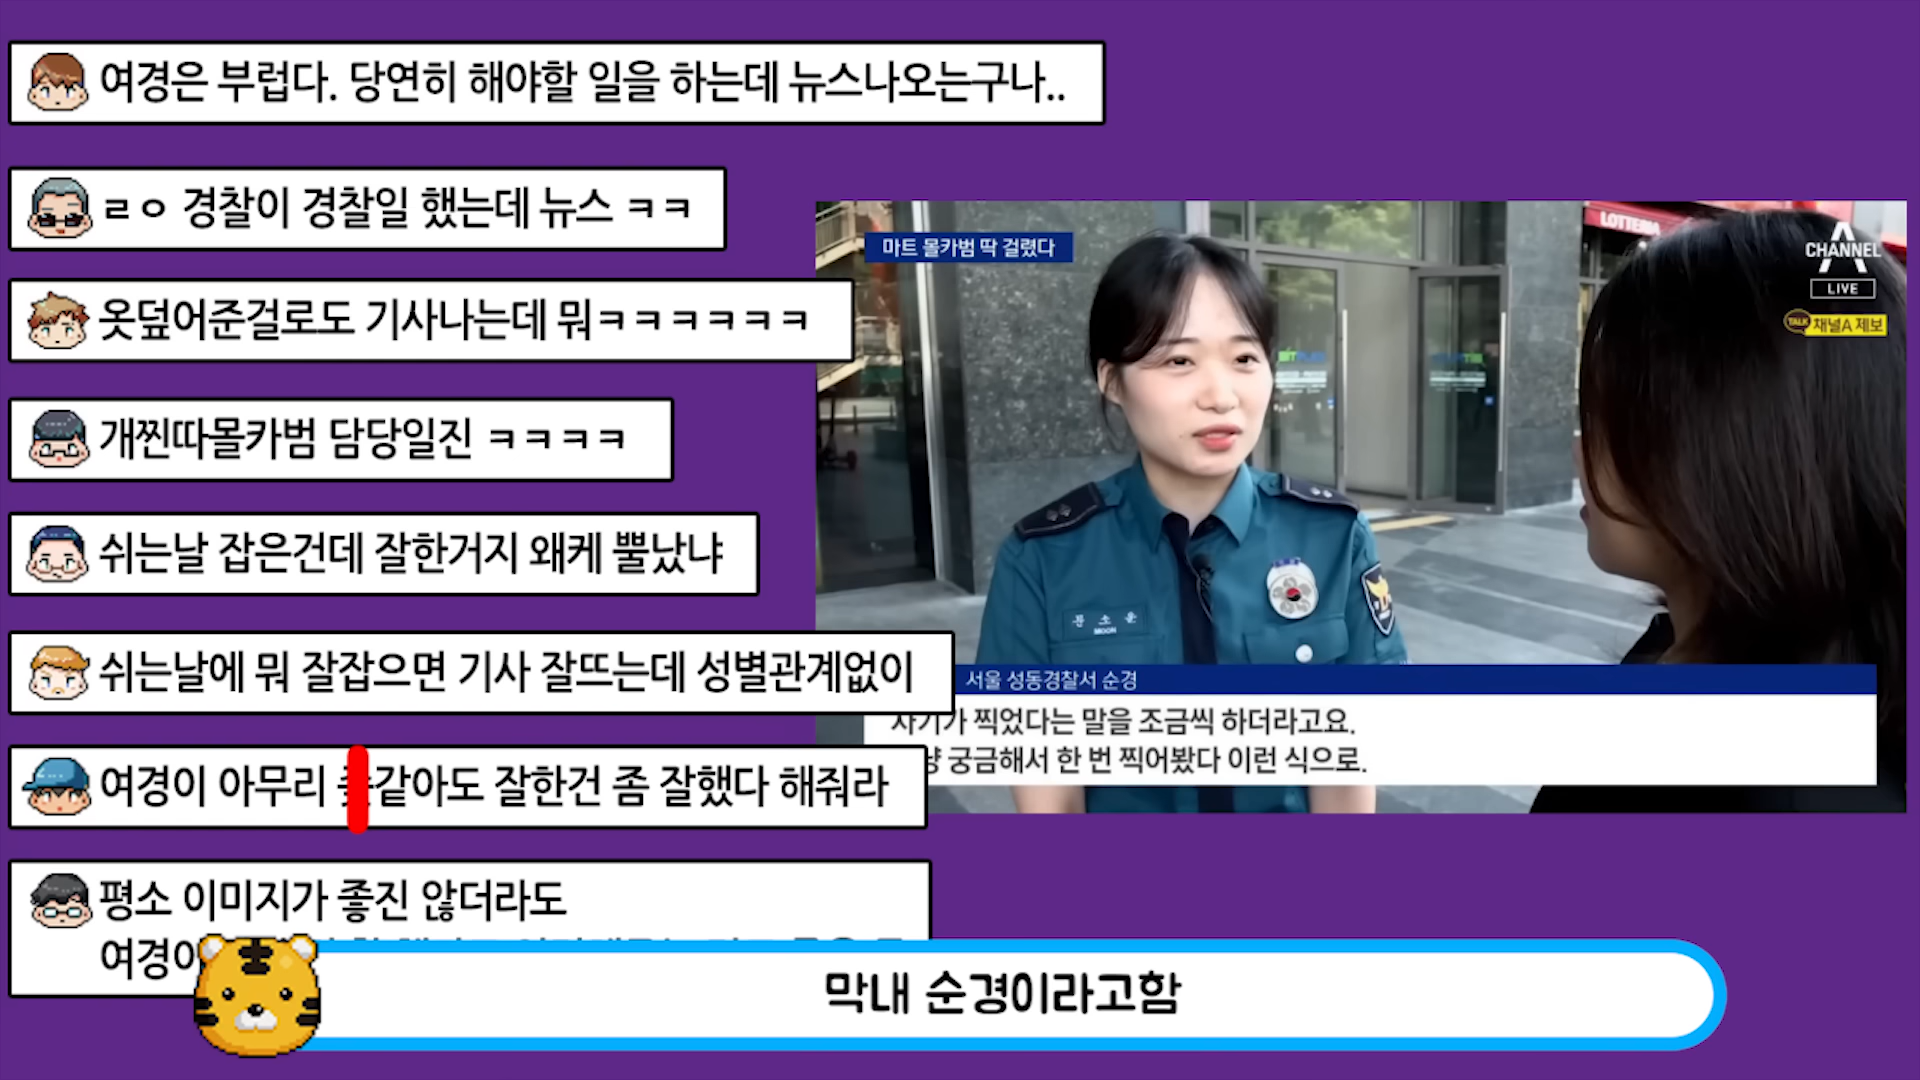 여경은 부럽다. 당연히 해야할 일을 하는데 뉴스나오는구나..
ㄹㅇ 경찰이 경찰일 했는데 뉴스 ㅋㅋ
옷덮어준걸로도 기사나는데 뭐ㅋㅋㅋㅋㅋㅋ
개찐따몰카범 담당일진 ㅋㅋㅋㅋ
쉬는날 잡은건데 잘한거지 왜케 뿔났냐
쉬는날에 뭐 잘잡으면 기사 잘뜨는데 성별관계없이
여경이 아무리 같아도 잘한건 좀 잘했다 해줘라
평소 이미지가 좋진 않더라도
여경이
마트 몰카범 딱 걸렸다
LOTTERIA
CHANNEL A
LIVE
TALK 채널A 제보
문소운
MOON
서울 성동경찰서 순경
자기가 찍었다는 말을 조금씩 하더라고요.
궁금해서 한 번 찍어봤다 이런 식으로.
막내 순경이라고함